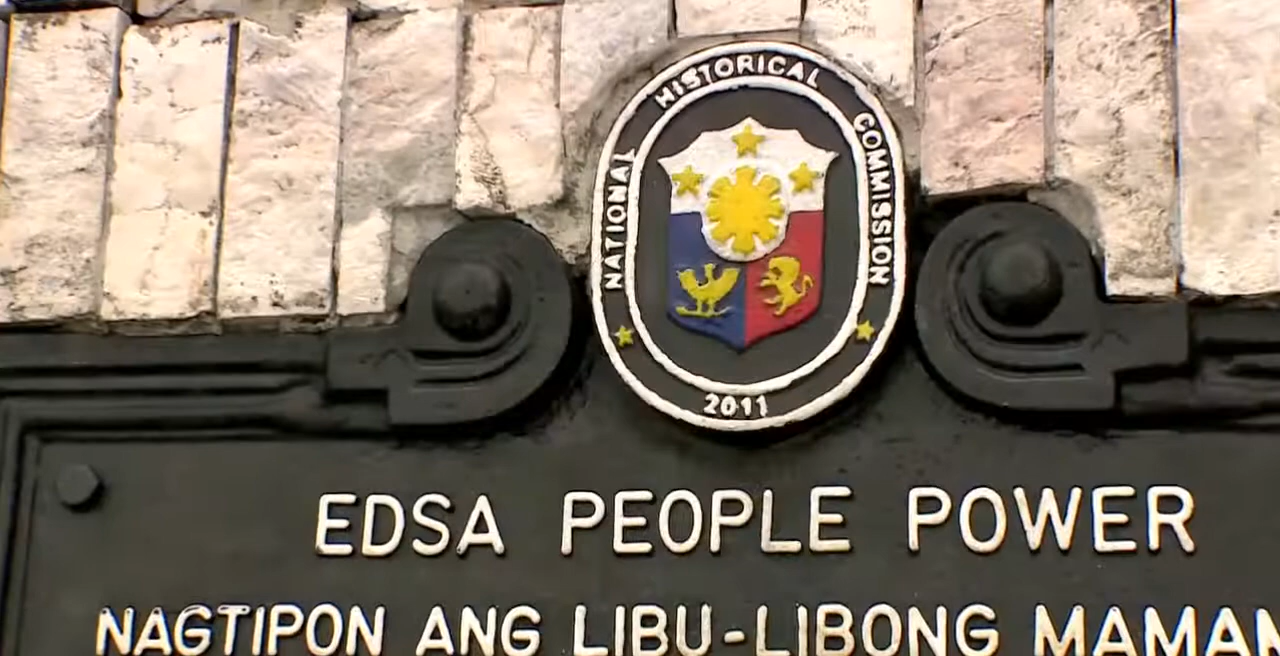 NATIONAL HISTORICAL COMMISSION
2011
EDSA PEOPLE POWER
NAGTIPON ANG LIBU-LIBONG